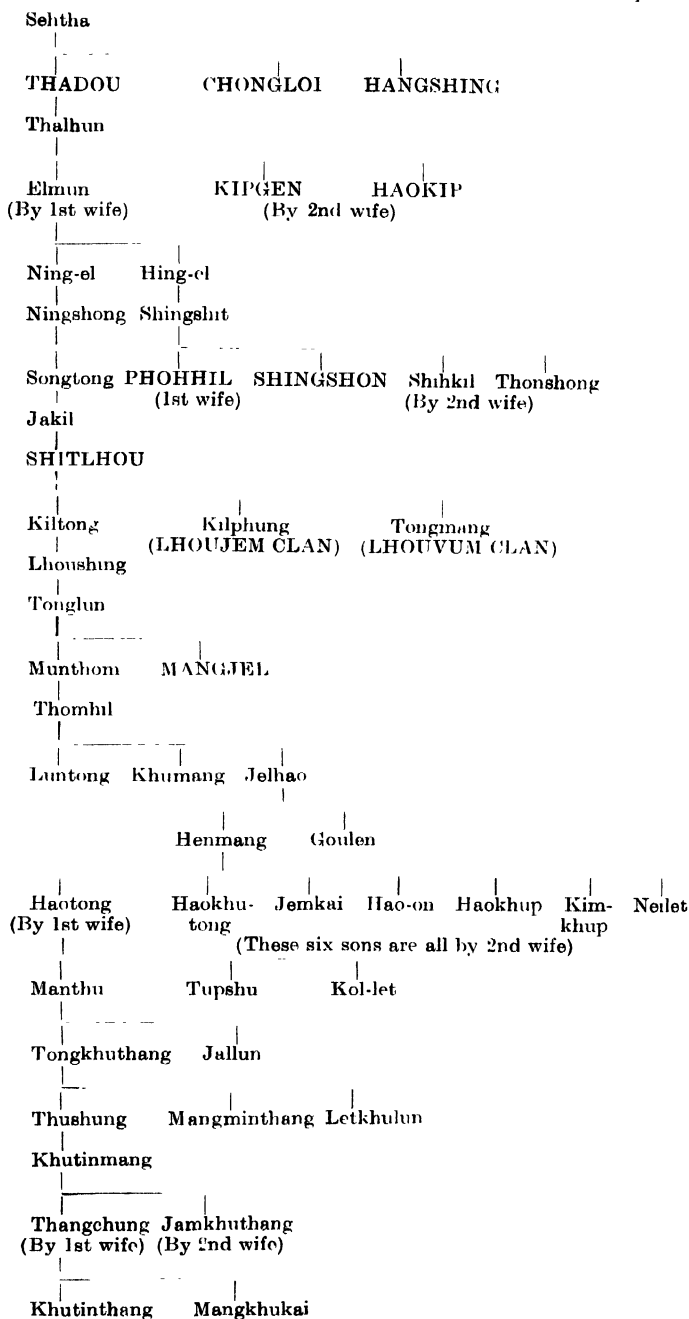 Sehtha
THADOU CHONGLOI HANGSHING
Thalhun
Elmun KIPGEN HAOKIP
(By 1st wife) (By 2nd wife)
Ning-el Hing-el
Ningshong Shingshit
Songtong PHOHHIL SHINGSHON Shihkil Thonshong
(1st wife) (By 2nd wife)
Jakil
SHITLHOU
Kiltong Kilphung Tongmang
(LHOUJEM CLAN) (LHOUVUM CLAN)
Lhoushing
Tonglun
Munthom MANGJEL
Thomhil
Luntong Khumang Jelhao
Henmang Goulen
Haotong Haokhu- Jemkai Hao-on Haokhup Kim- Neilet
(By 1st wife) tong khup
(These six sons are all by 2nd wife)
Manthu Tupshu Kol-let
Tongkhuthang Jallun
Thushung Mangminthang Letkhulun
Khutinmang
Thangchung Jamkhuthang
(By 1st wife) (By 2nd wife)
Khutinthang Mangkhukai